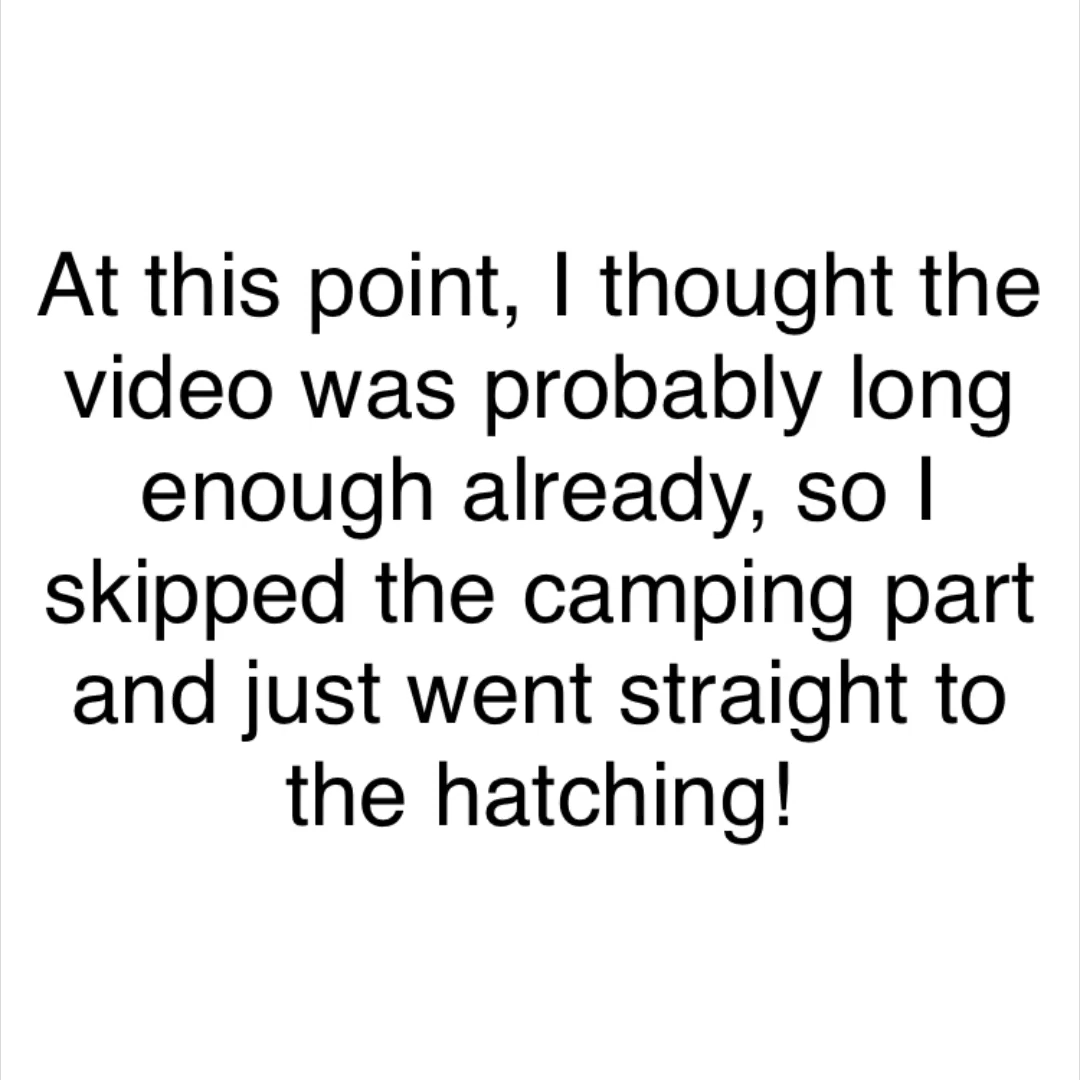 At this point, I thought the
video was probably long
enough already, so I
skipped the camping part
and just went straight to
the hatching!